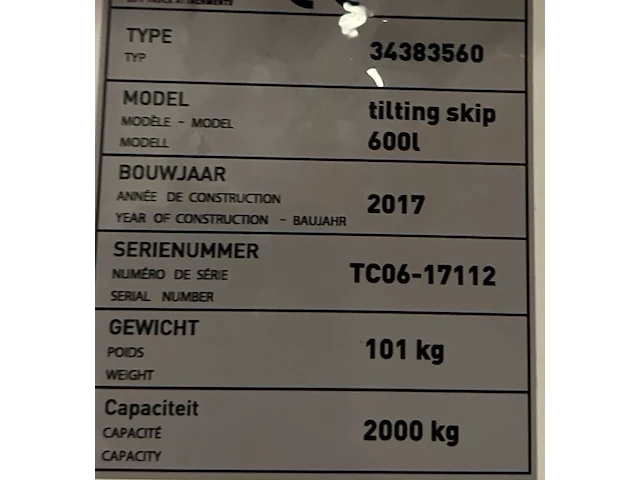 TYPE
TYP
34383560
MODEL
MODÈLE - MODEL
MODELL
tilting skip
600l
BOUWJAAR
ANNÉE DE CONSTRUCTION
YEAR OF CONSTRUCTION - BAUJAHR
2017
SERIENUMMER
NUMÉRO DE SÉRIE
SERIAL NUMBER
TC06-17112
GEWICHT
POIDS
WEIGHT
101 kg
Capaciteit
CAPACITÉ
CAPACITY
2000 kg